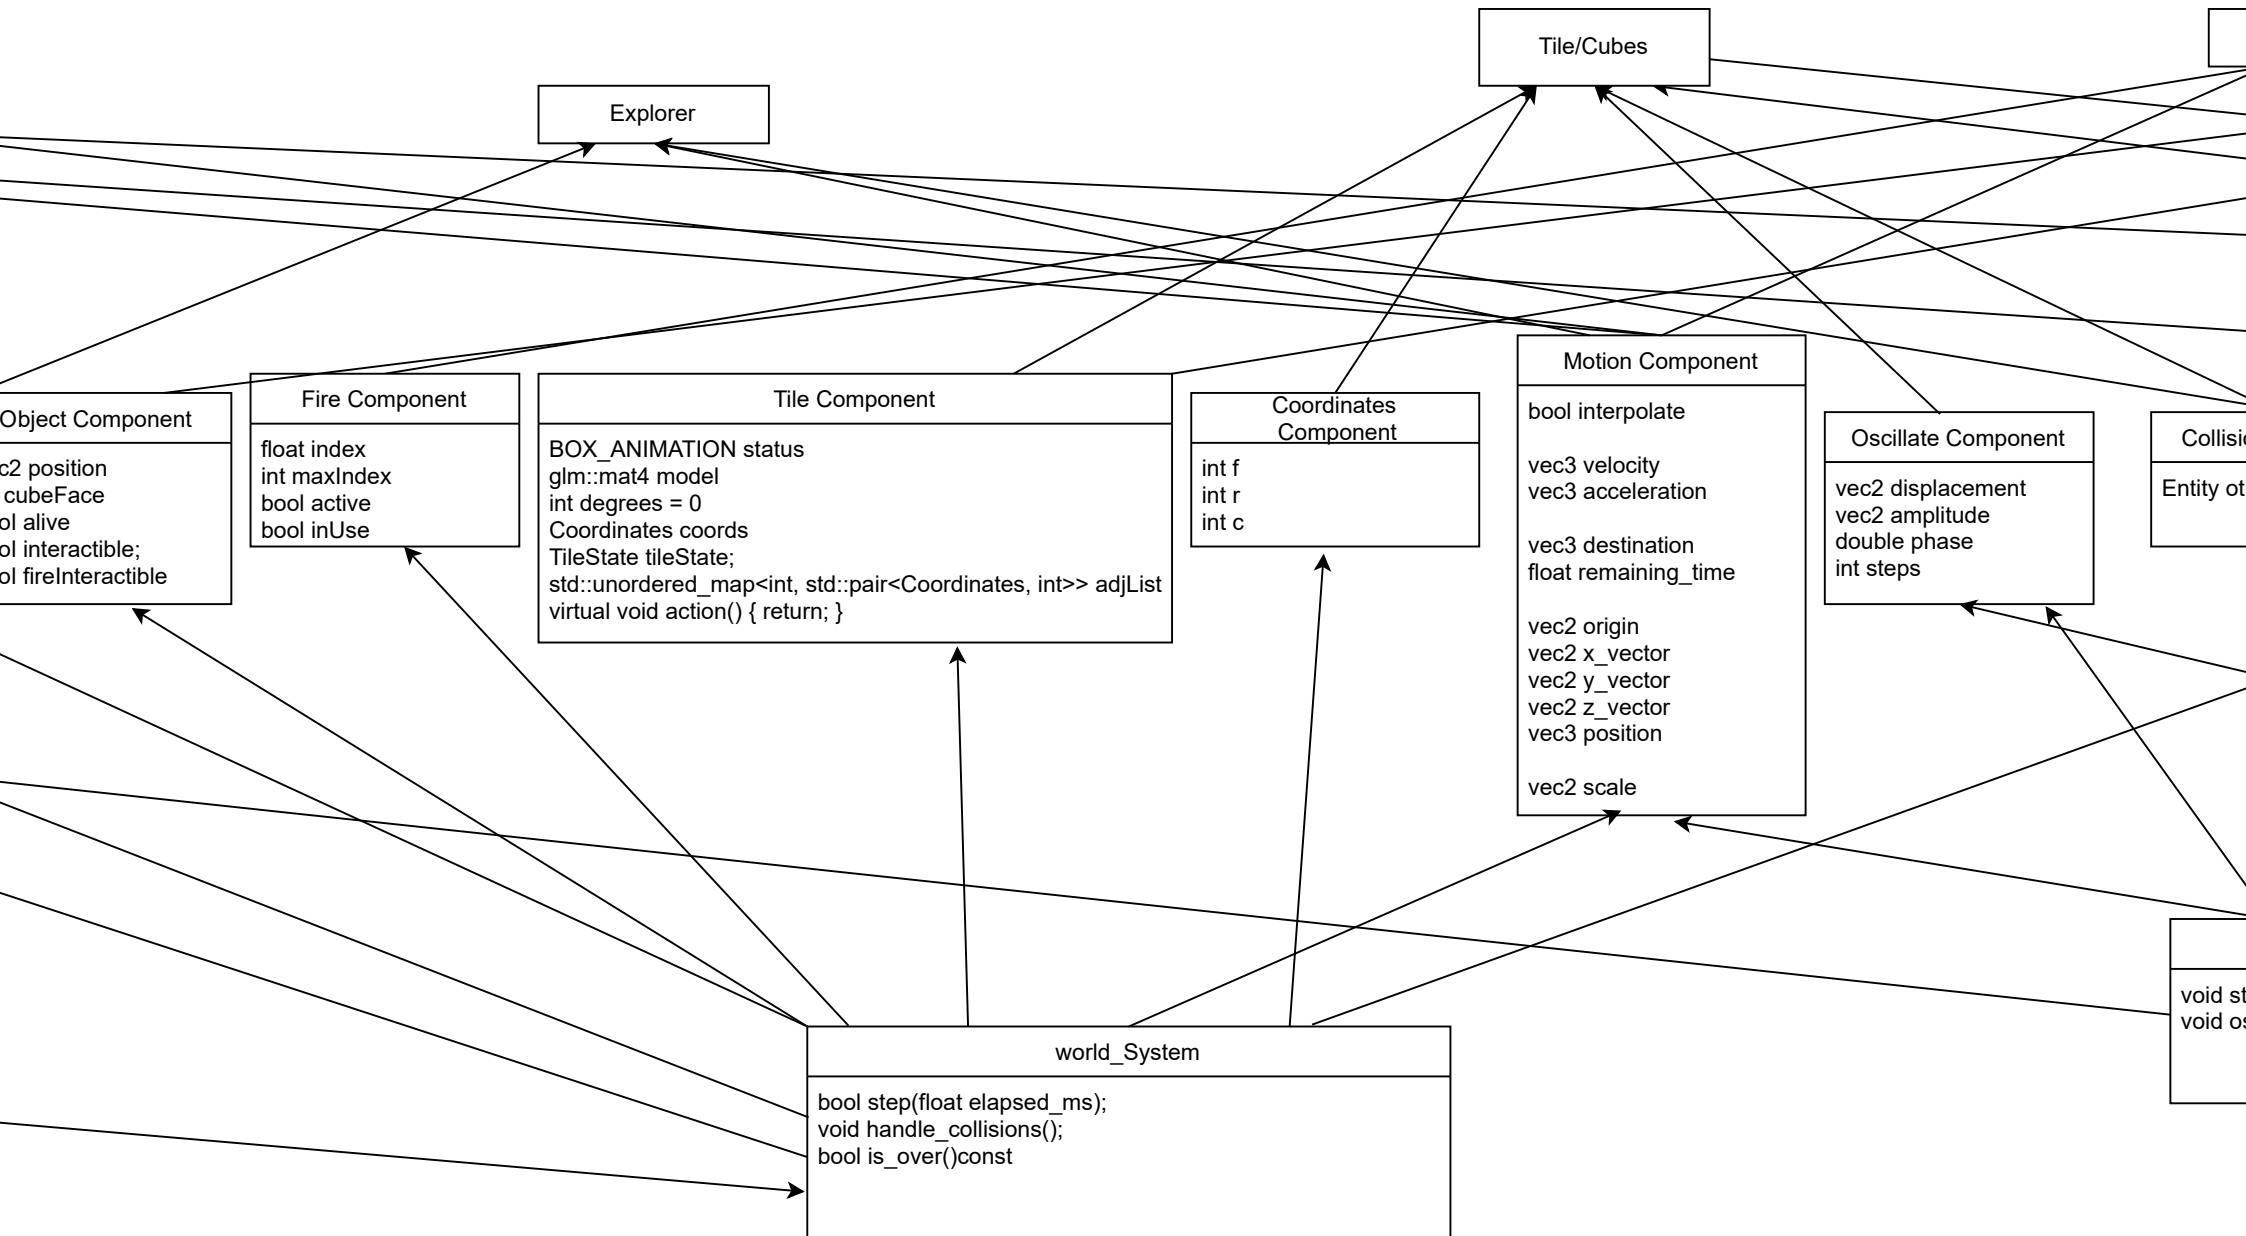 Tile/Cubes
Explorer
Object Component
c2 position
cubeFace
ol alive
ol interactible;
ol fireInteractible
Fire Component
float index
int maxIndex
bool active
bool inUse
Tile Component
BOX_ANIMATION status
glm::mat4 model
int degrees = 0
Coordinates coords
TileState tileState;
std::unordered_map<int, std::pair<Coordinates, int>> adjList
virtual void action() { return; }
Coordinates
Component
int f
int r
int c
Motion Component
bool interpolate
vec3 velocity
vec3 acceleration
vec3 destination
float remaining_time
vec2 origin
vec2 x_vector
vec2 y_vector
vec2 z_vector
vec3 position
vec2 scale
Oscillate Component
vec2 displacement
vec2 amplitude
double phase
int steps
Collisi
Entity ot
void st
void os
world_System
bool step(float elapsed_ms);
void handle_collisions();
bool is_over()const